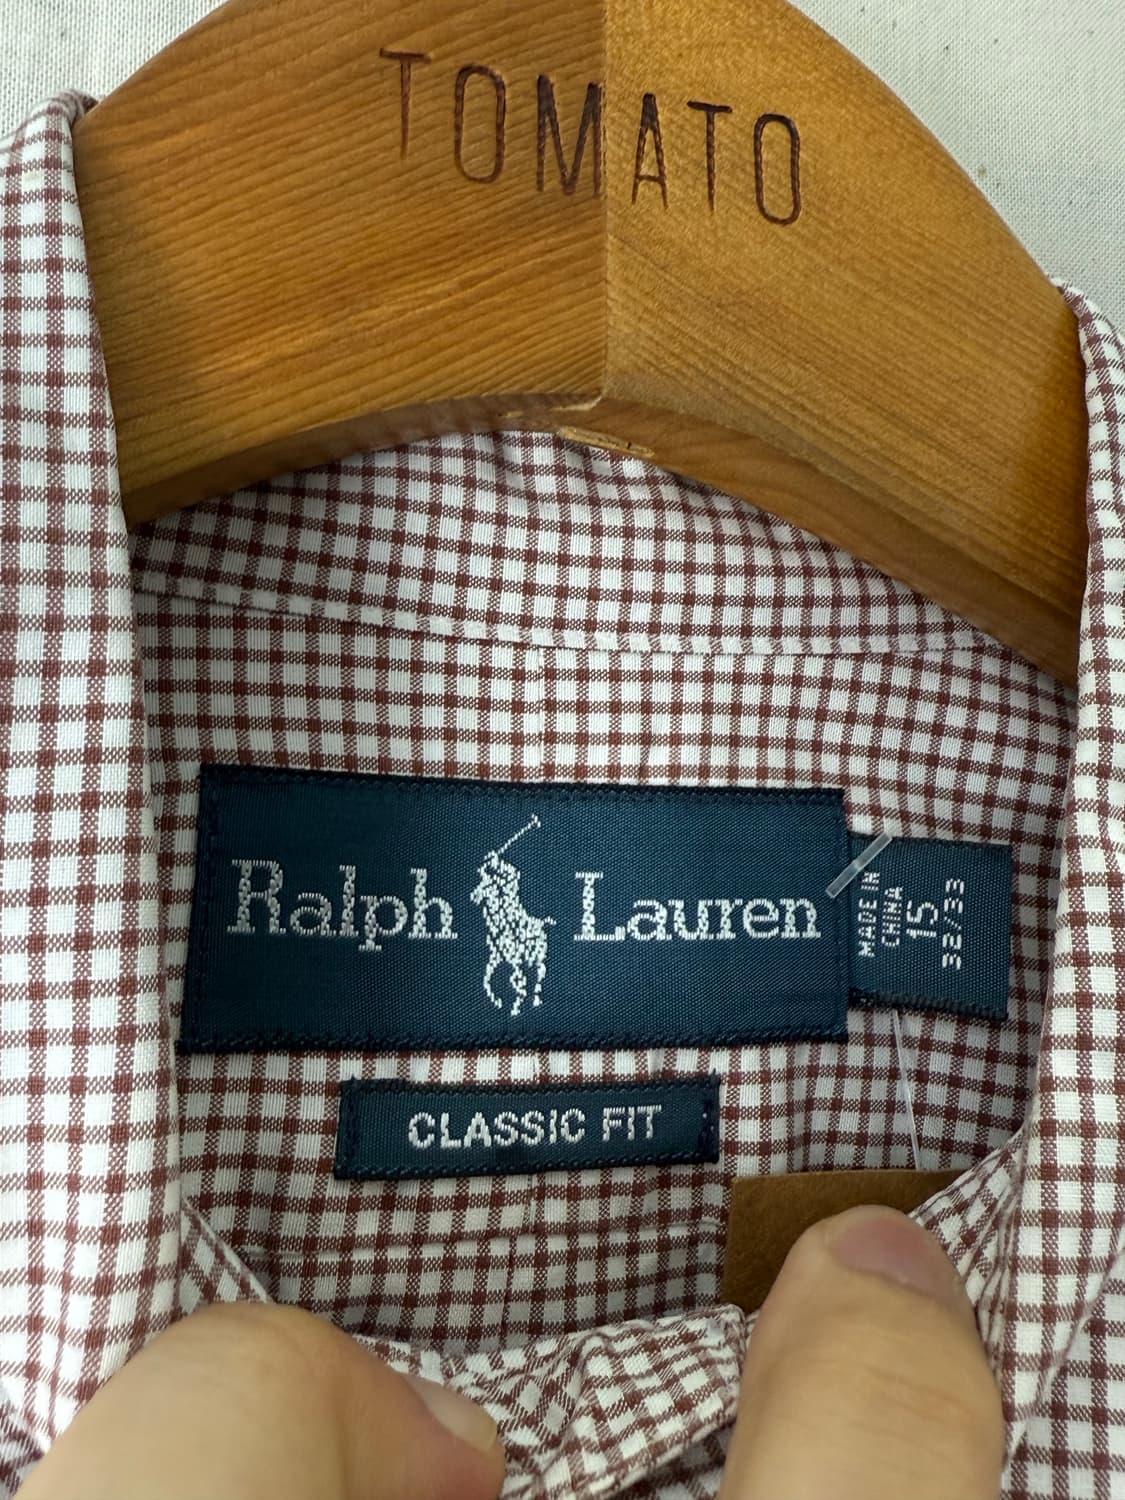 TOMATO
Ralph Lauren
MADE IN
CHINA
15
32/33
CLASSIC FIT